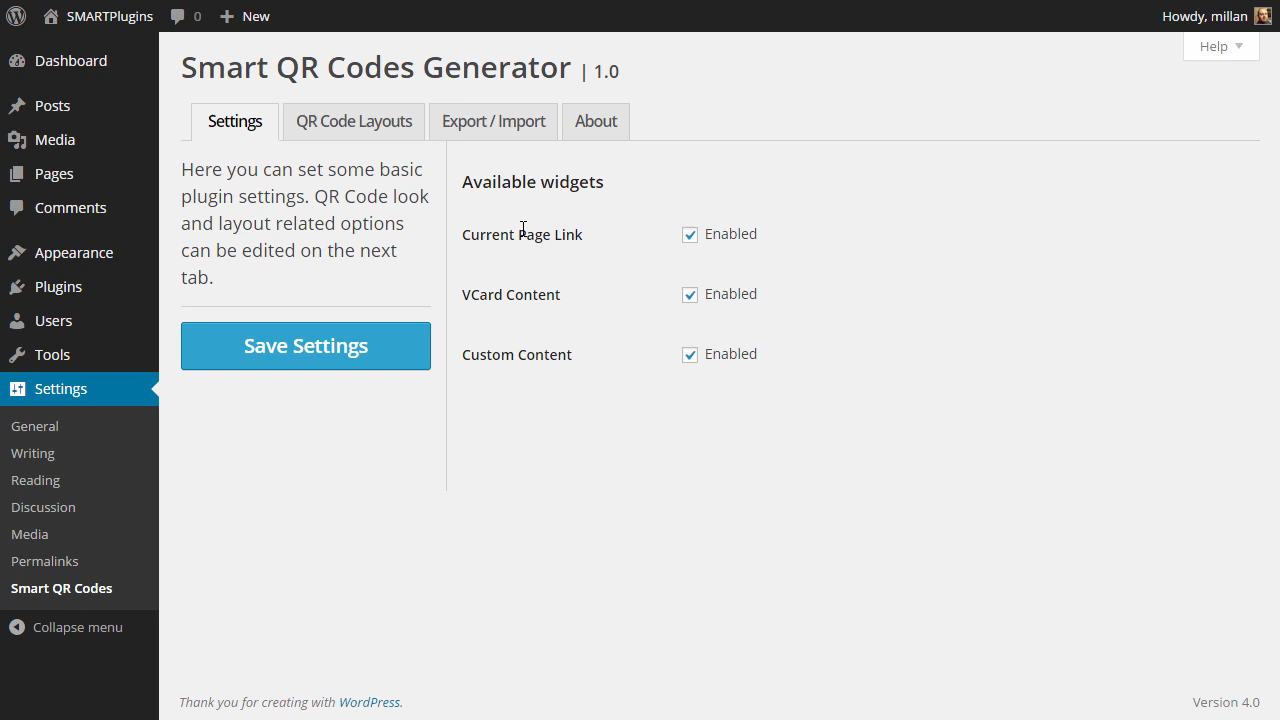 SMARTPlugins
0
New
Howdy, millan
Help
Dashboard
Posts
Media
Pages
Comments
Appearance
Plugins
Users
Tools
Settings
General
Writing
Reading
Discussion
Media
Permalinks
Smart QR Codes
Collapse menu
Smart QR Codes Generator | 1.0
Settings
QR Code Layouts
Export / Import
About
Here you can set some basic
plugin settings. QR Code look
and layout related options
can be edited on the next
tab.
Save Settings
Available widgets
Current Page Link
Enabled
VCard Content
Enabled
Custom Content
Enabled
Thank you for creating with WordPress.
Version 4.0